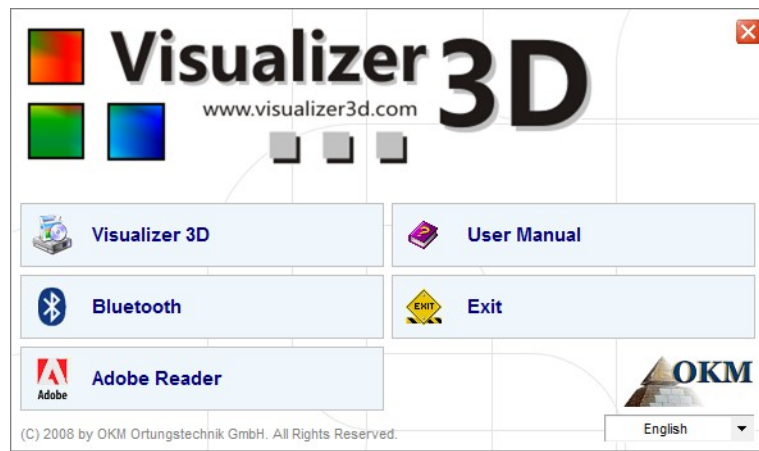 Visualizer 3D
www.visualizer3d.com
Visualizer 3D
User Manual
Bluetooth
EXIT
Exit
Adobe
Adobe Reader
OKM
English
(C) 2008 by OKM Ortungstechnik GmbH. All Rights Reserved.